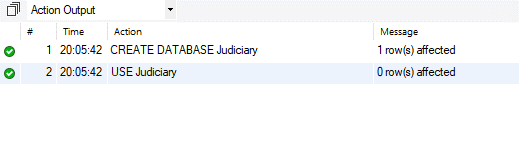 Action Output
# Time Action Message
1 20:05:42 CREATE DATABASE Judiciary 1 row(s) affected
2 20:05:42 USE Judiciary 0 row(s) affected